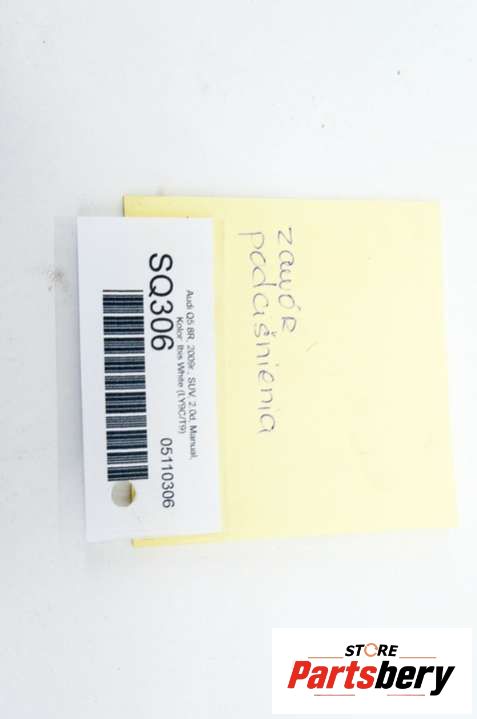 zawór
podciśnienia
Audi Q5 8R, 2009r., SUV, 2.0d, Manual,
Kolor: Ibis White (LY9C/T9)
SQ306
05110306
STORE
Partsbery